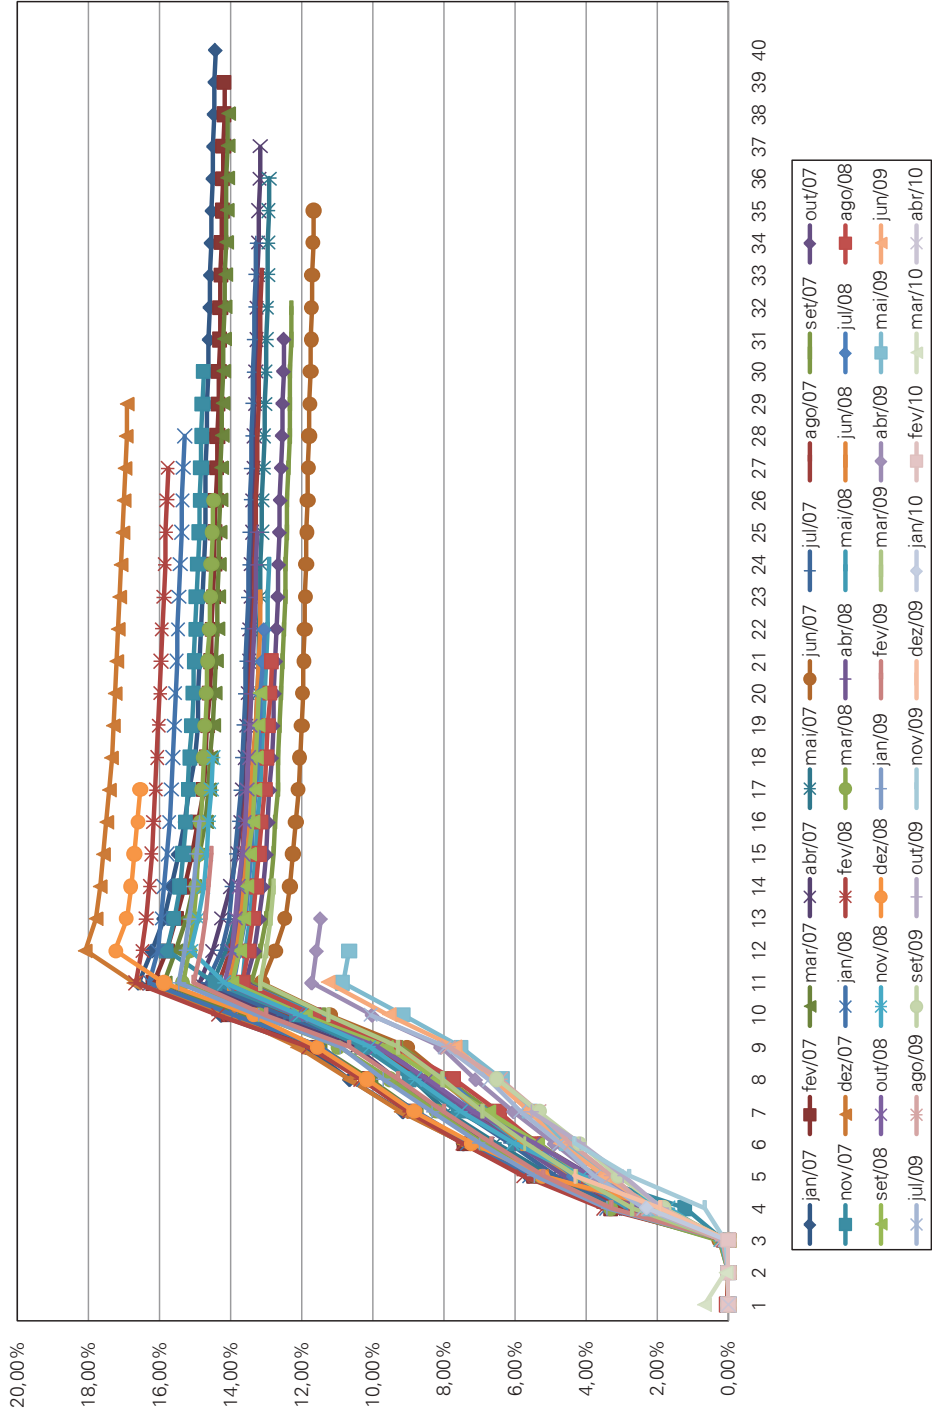 20,00%
18,00%
16,00%
14,00%
12,00%
10,00%
8,00%
6,00%
4,00%
2,00%
0,00%
1 2 3 4 5 6 7 8 9 10 11 12 13 14 15 16 17 18 19 20 21 22 23 24 25 26 27 28 29 30 31 32 33 34 35 36 37 38 39 40
jan/07 fev/07 mar/07 abr/07 mai/07 jun/07 jul/07 ago/07 set/07 out/07
nov/07 dez/07 jan/08 fev/08 mar/08 abr/08 mai/08 jun/08 jul/08 ago/08
set/08 out/08 nov/08 dez/08 jan/09 fev/09 mar/09 abr/09 mai/09 jun/09
jul/09 ago/09 set/09 out/09 nov/09 dez/09 jan/10 fev/10 mar/10 abr/10